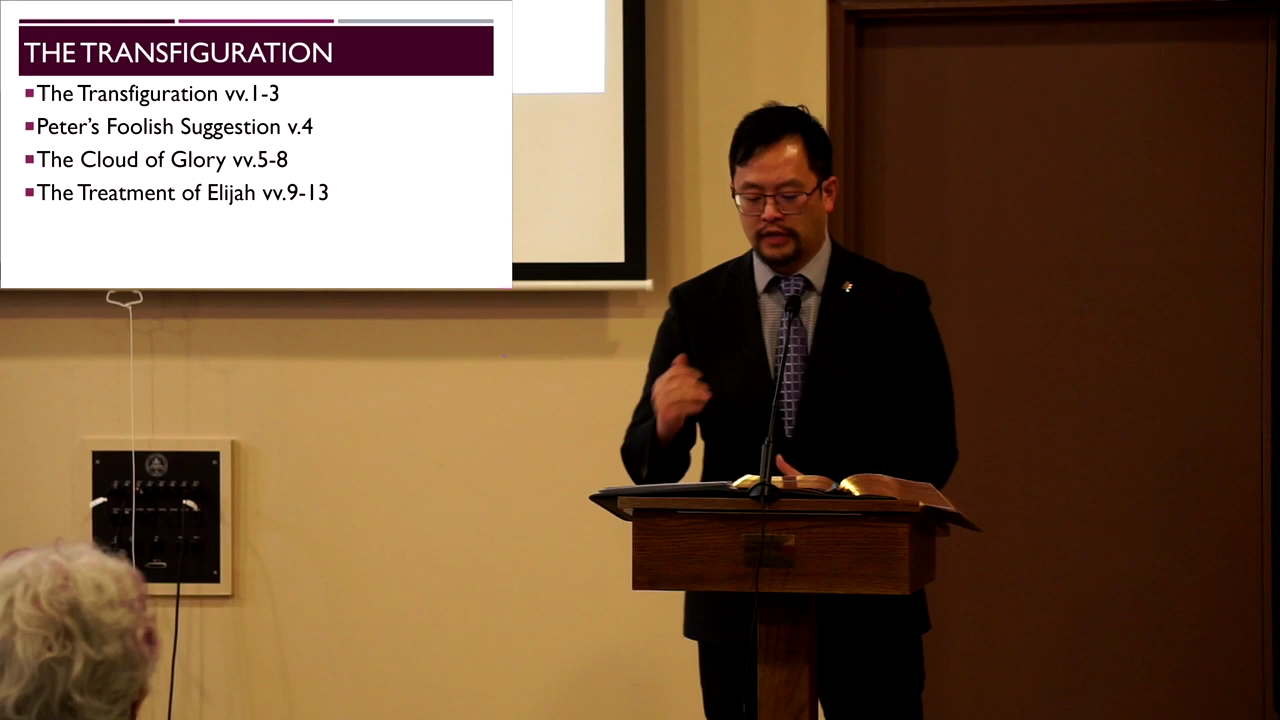 THE TRANSFIGURATION
The Transfiguration vv.1-3
Peter's Foolish Suggestion v.4
The Cloud of Glory vv.5-8
The Treatment of Elijah vv.9-13